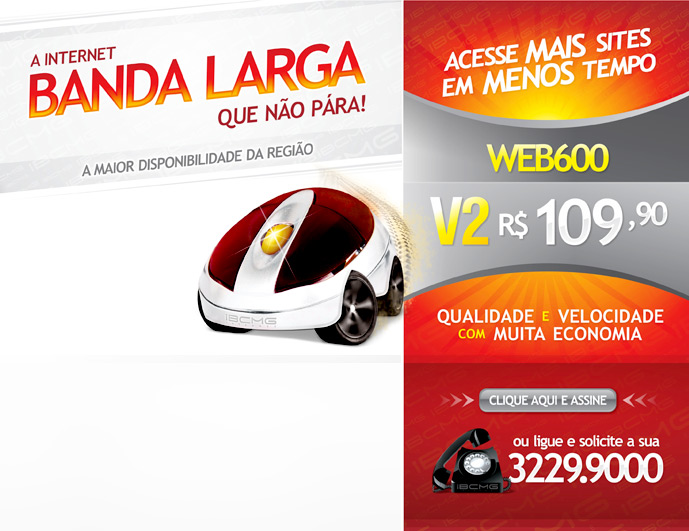 A INTERNET
BANDA LARGA
QUE NÃO PÁRA!
A MAIOR DISPONIBILIDADE DA REGIÃO
IBCMG
ACESSE MAIS SITES
EM MENOS TEMPO
WEB600
V2 R$ 109,90
QUALIDADE E VELOCIDADE
COM MUITA ECONOMIA
CLIQUE AQUI E ASSINE
ou ligue e solicite a sua
3229.9000
IBCMG